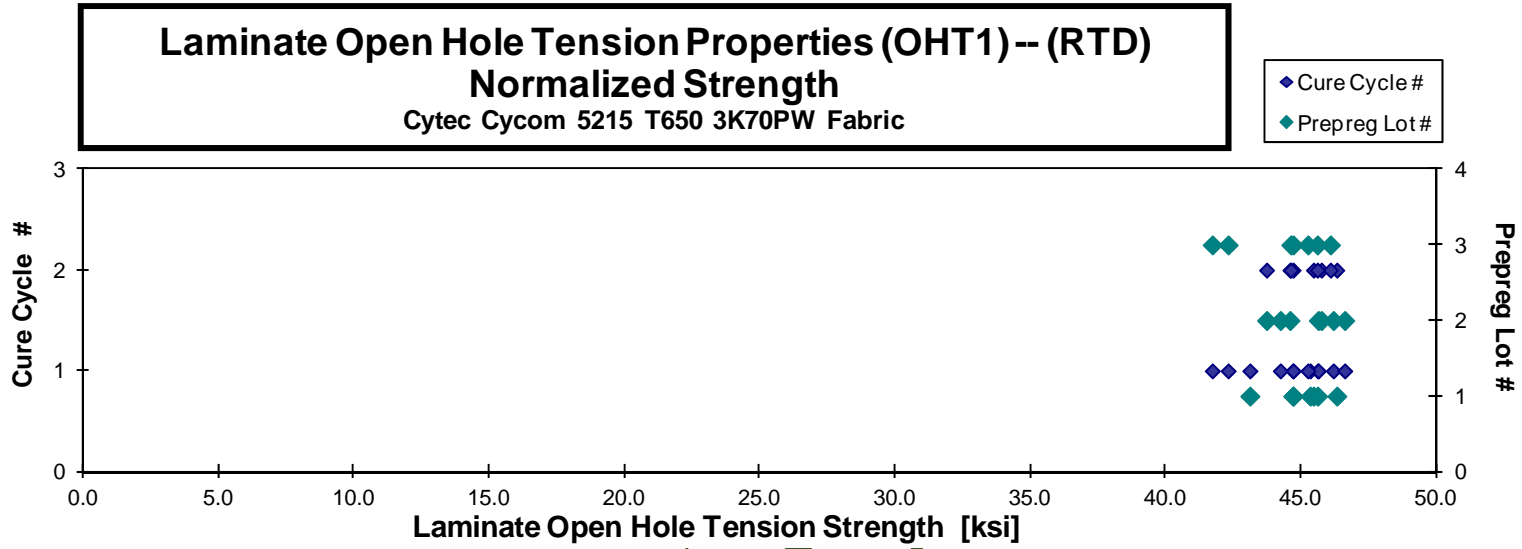 Laminate Open Hole Tension Properties (OHT1) -- (RTD)
Normalized Strength
Cytec Cycom 5215 T650 3K70PW Fabric
Cure Cycle #
Prepreg Lot #
3
2
1
0
Cure Cycle #
4
3
2
1
0
Prepreg Lot #
0.0 5.0 10.0 15.0 20.0 25.0 30.0 35.0 40.0 45.0 50.0
Laminate Open Hole Tension Strength [ksi]